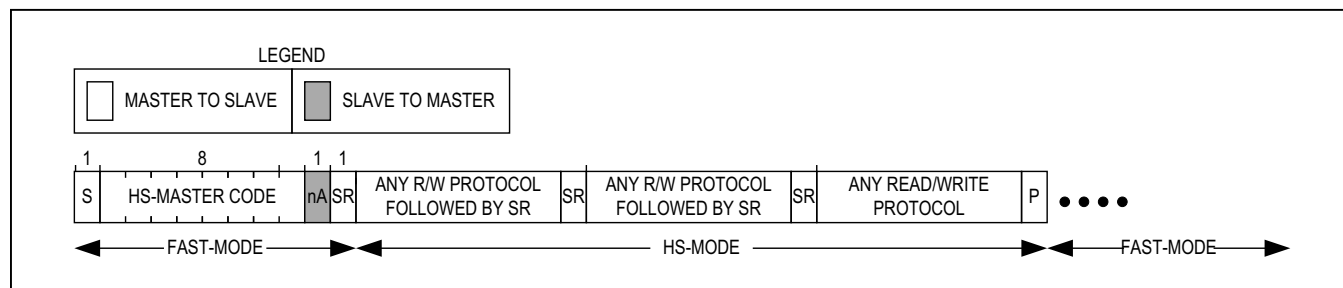 LEGEND
MASTER TO SLAVE SLAVE TO MASTER
1 8 1 1
S HS-MASTER CODE nA SR ANY R/W PROTOCOL FOLLOWED BY SR SR ANY R/W PROTOCOL FOLLOWED BY SR SR ANY READ/WRITE PROTOCOL P
FAST-MODE HS-MODE FAST-MODE